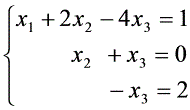 x₁ + 2x₂ − 4x₃ = 1
x₂ + x₃ = 0
− x₃ = 2